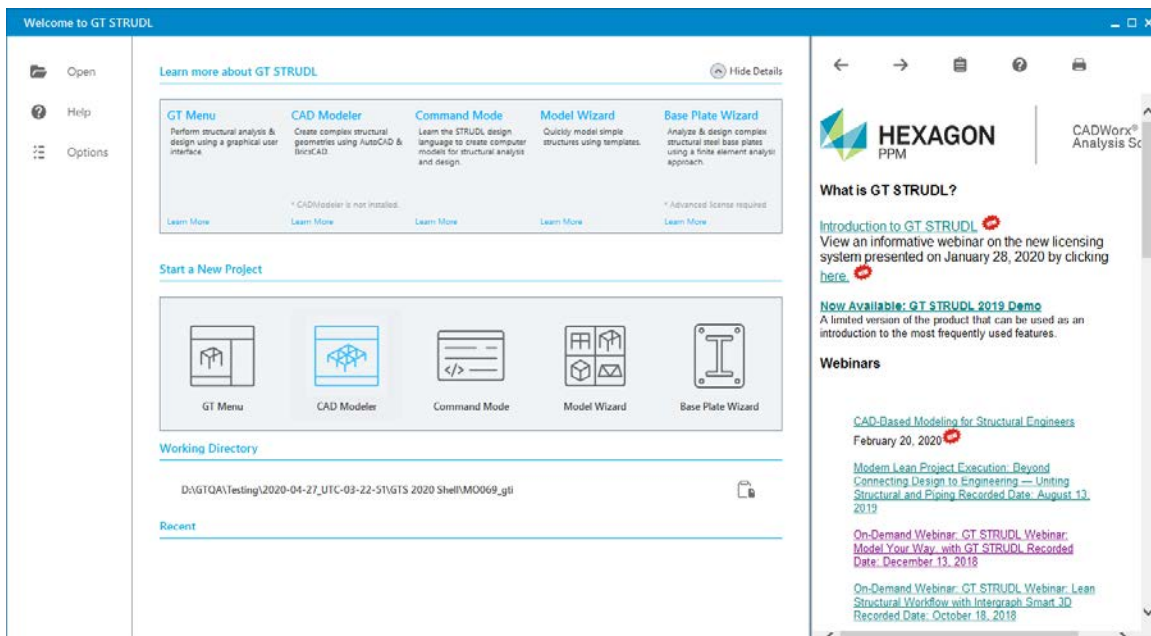 Welcome to GT STRUDL
Open
Help
Options
Learn more about GT STRUDL
Hide Details
GT Menu
Perform structural analysis &
design using a graphical user
interface.
Learn More
CAD Modeler
Create complex structural
geometries using AutoCAD &
BricsCAD.
* CADModeler is not installed.
Learn More
Command Mode
Learn the STRUDL design
language to create computer
models for structural analysis
and design.
Learn More
Model Wizard
Quickly model simple
structures using templates.
Learn More
Base Plate Wizard
Analyze & design complex
structural steel base plates
using a finite element analysis
approach.
* Advanced license required
Learn More
Start a New Project
GT Menu
CAD Modeler
Command Mode
Model Wizard
Base Plate Wizard
Working Directory
D:\GTQA\Testing\2020-04-27_UTC-03-22-51\GTS 2020 Shell\MO069_gti
Recent
HEXAGON
PPM
CADWorx®
Analysis So
What is GT STRUDL?
Introduction to GT STRUDL
View an informative webinar on the new licensing
system presented on January 28, 2020 by clicking
here.
Now Available: GT STRUDL 2019 Demo
A limited version of the product that can be used as an
introduction to the most frequently used features.
Webinars
CAD-Based Modeling for Structural Engineers
February 20, 2020
Modern Lean Project Execution: Beyond
Connecting Design to Engineering — Uniting
Structural and Piping Recorded Date: August 13,
2019
On-Demand Webinar: GT STRUDL Webinar:
Model Your Way, with GT STRUDL Recorded
Date: December 13, 2018
On-Demand Webinar: GT STRUDL Webinar: Lean
Structural Workflow with Intergraph Smart 3D
Recorded Date: October 18, 2018